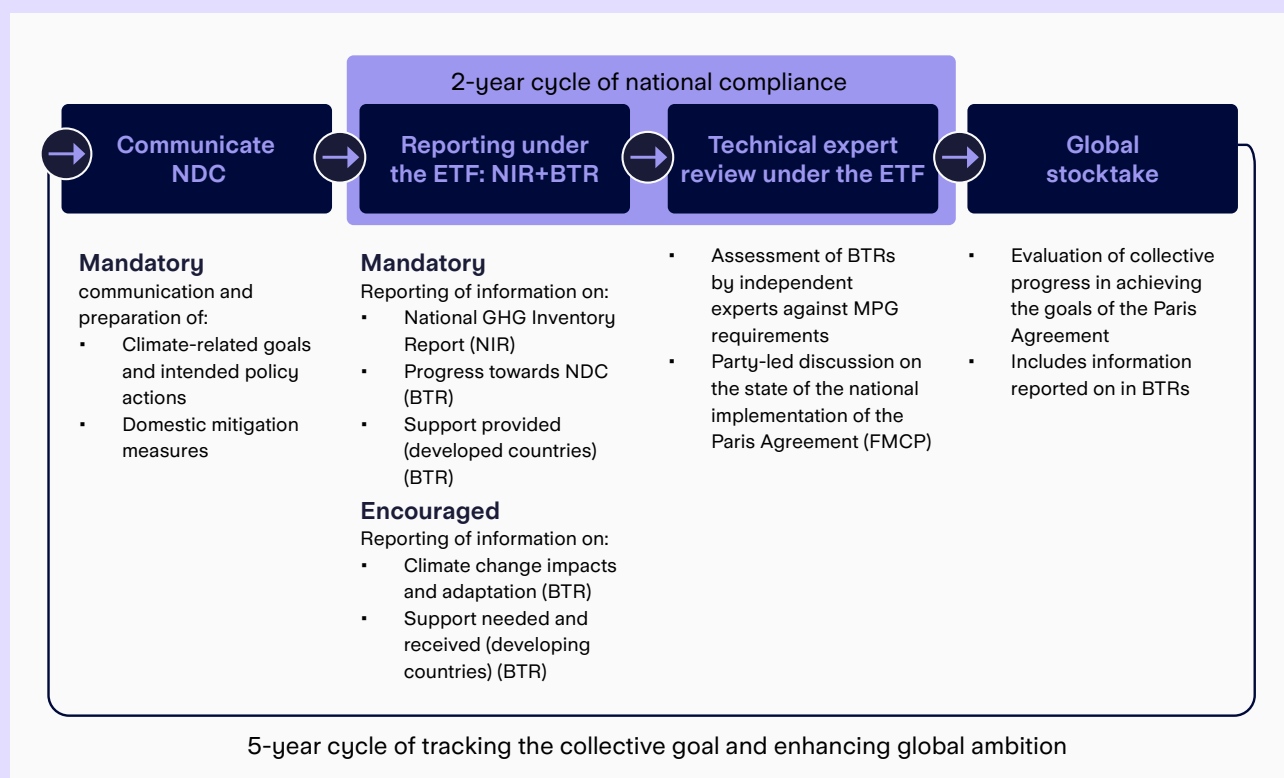 2-year cycle of national compliance
Communicate
NDC
Reporting under
the ETF: NIR+BTR
Technical expert
review under the ETF
Global
stocktake
Mandatory
communication and
preparation of:
▪ Climate-related goals
and intended policy
actions
▪ Domestic mitigation
measures
Mandatory
Reporting of information on:
▪ National GHG Inventory
Report (NIR)
▪ Progress towards NDC
(BTR)
▪ Support provided
(developed countries)
(BTR)
Encouraged
Reporting of information on:
▪ Climate change impacts
and adaptation (BTR)
▪ Support needed and
received (developing
countries) (BTR)
▪ Assessment of BTRs
by independent
experts against MPG
requirements
▪ Party-led discussion on
the state of the national
implementation of the
Paris Agreement (FMCP)
▪ Evaluation of collective
progress in achieving
the goals of the Paris
Agreement
▪ Includes information
reported on in BTRs
5-year cycle of tracking the collective goal and enhancing global ambition